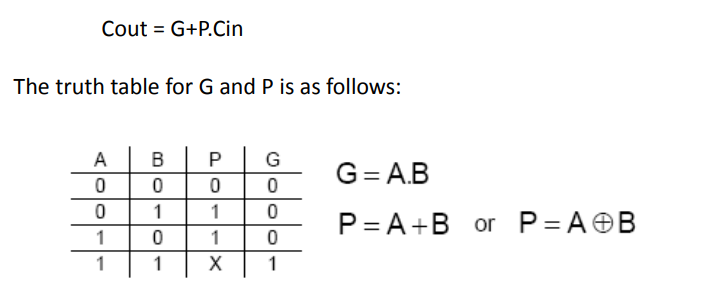 Cout = G+P.Cin
The truth table for G and P is as follows:
A B P G
0 0 0 0
0 1 1 0
1 0 1 0
1 1 X 1
G = A.B
P = A + B or P = A ⊕ B